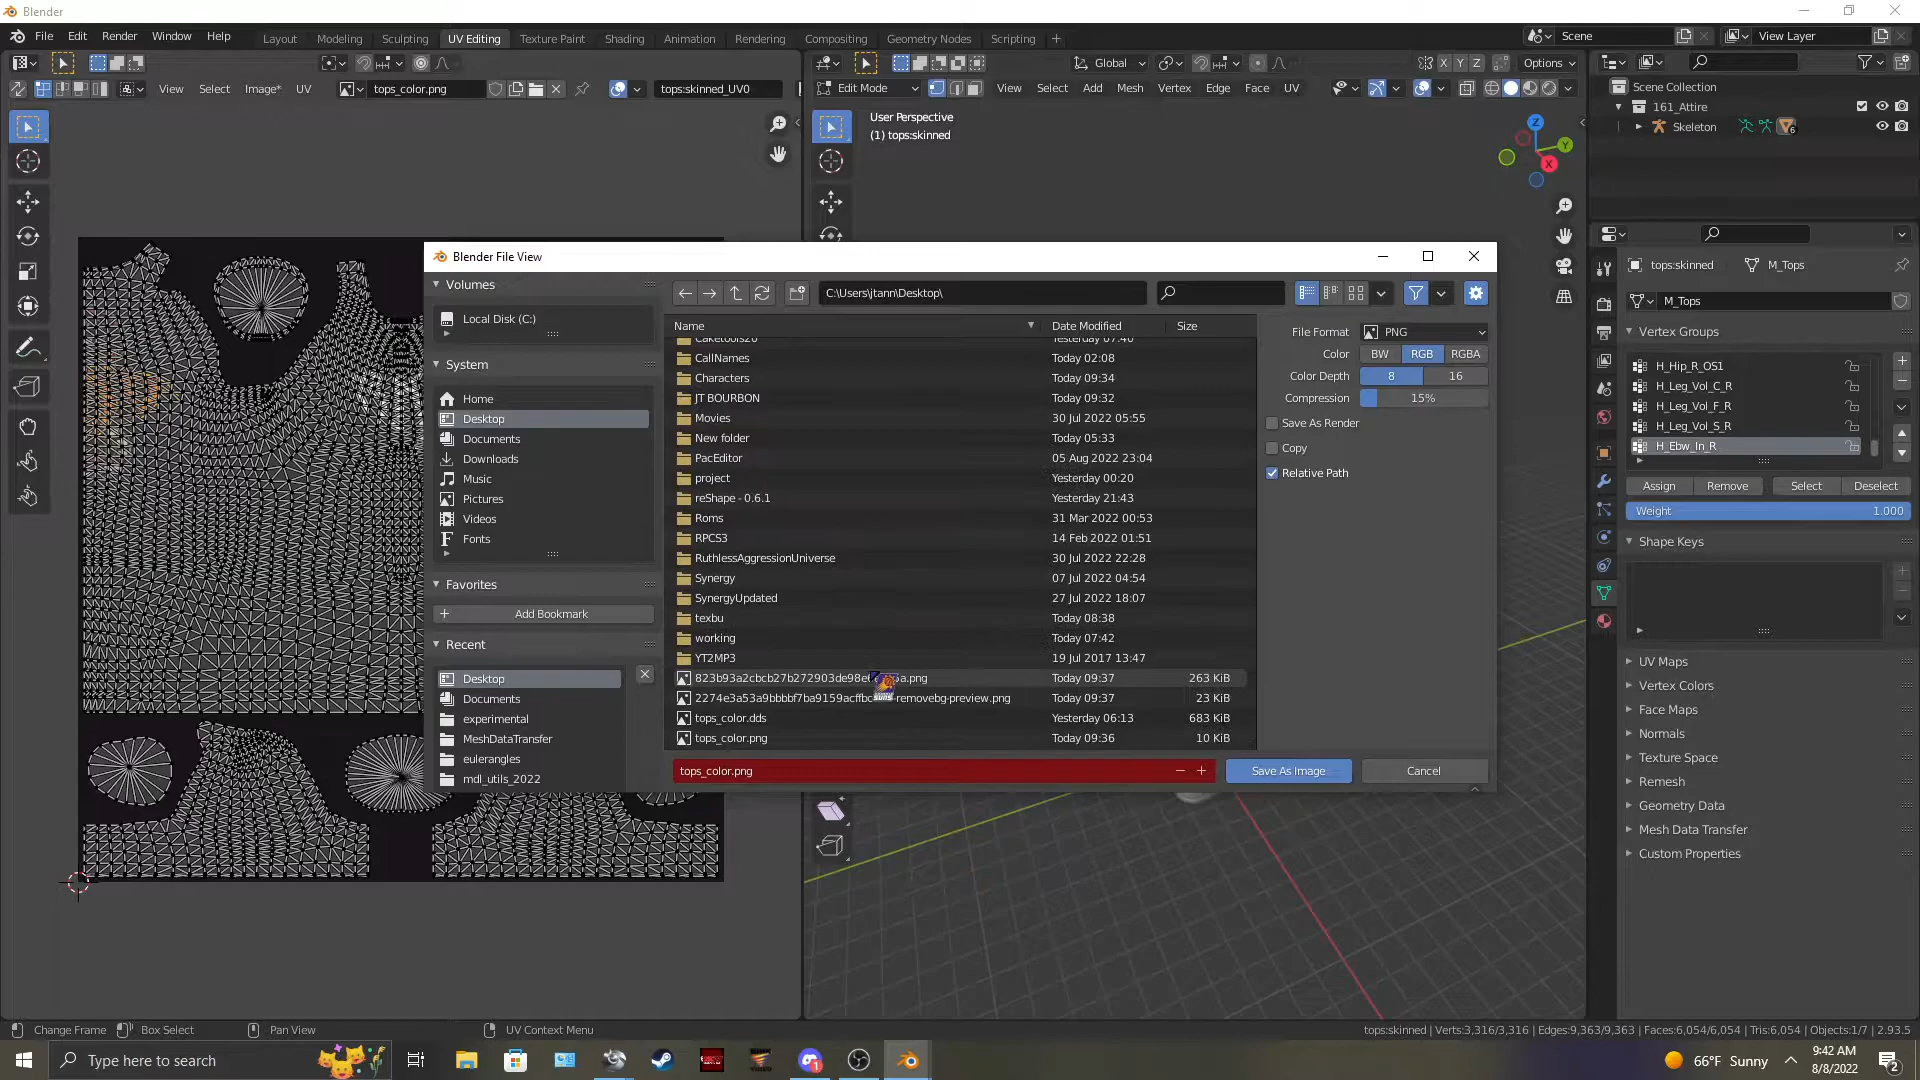 Blender
File Edit Render Window Help
Layout Modeling Sculpting UV Editing Texture Paint Shading Animation Rendering Compositing Geometry Nodes Scripting +
Scene
View Layer
Global
X Y Z
Options
View Select Image* UV
tops_color.png
tops:skinned_UV0
Edit Mode
View Select Add Mesh Vertex Edge Face UV
User Perspective
(1) tops:skinned
Z
Y
X
Scene Collection
161_Attire
Skeleton
6
tops:skinned
M_Tops
M_Tops
Vertex Groups
H_Hip_R_OS1
H_Leg_Vol_C_R
H_Leg_Vol_F_R
H_Leg_Vol_S_R
H_Ebw_In_R
Assign Remove Select Deselect
Weight 1.000
Shape Keys
UV Maps
Vertex Colors
Face Maps
Normals
Texture Space
Remesh
Geometry Data
Mesh Data Transfer
Custom Properties
Blender File View
Volumes
Local Disk (C:)
System
Home
Desktop
Documents
Downloads
Music
Pictures
Videos
Fonts
Favorites
Add Bookmark
Recent
Desktop
Documents
experimental
MeshDataTransfer
eulerangles
mdl_utils_2022
C:\Users\jtann\Desktop\
Name Date Modified Size
CallNames Today 02:08
Characters Today 09:34
JT BOURBON Today 09:32
Movies 30 Jul 2022 05:55
New folder Today 05:33
PacEditor 05 Aug 2022 23:04
project Yesterday 00:20
reShape - 0.6.1 Yesterday 21:43
Roms 31 Mar 2022 00:53
RPCS3 14 Feb 2022 01:51
RuthlessAggressionUniverse 30 Jul 2022 22:28
Synergy 07 Jul 2022 04:54
SynergyUpdated 27 Jul 2022 18:07
texbu Today 08:38
working Today 07:42
YT2MP3 19 Jul 2017 13:47
Today 09:37 263 KiB
removebg-preview.png Today 09:37 23 KiB
tops_color.dds Yesterday 06:13 683 KiB
tops_color.png Today 09:36 10 KiB
tops_color.png
Save As Image
Cancel
File Format PNG
Color BW RGB RGBA
Color Depth 8 16
Compression 15%
Save As Render
Copy
Relative Path
Change Frame Box Select Pan View UV Context Menu
tops:skinned | Verts:3,316/3,316 | Edges:9,363/9,363 | Faces:6,054/6,054 | Tris:6,054 | Objects:1/7 | 2.93.5
Type here to search
1
66°F Sunny
9:42 AM
8/8/2022
2